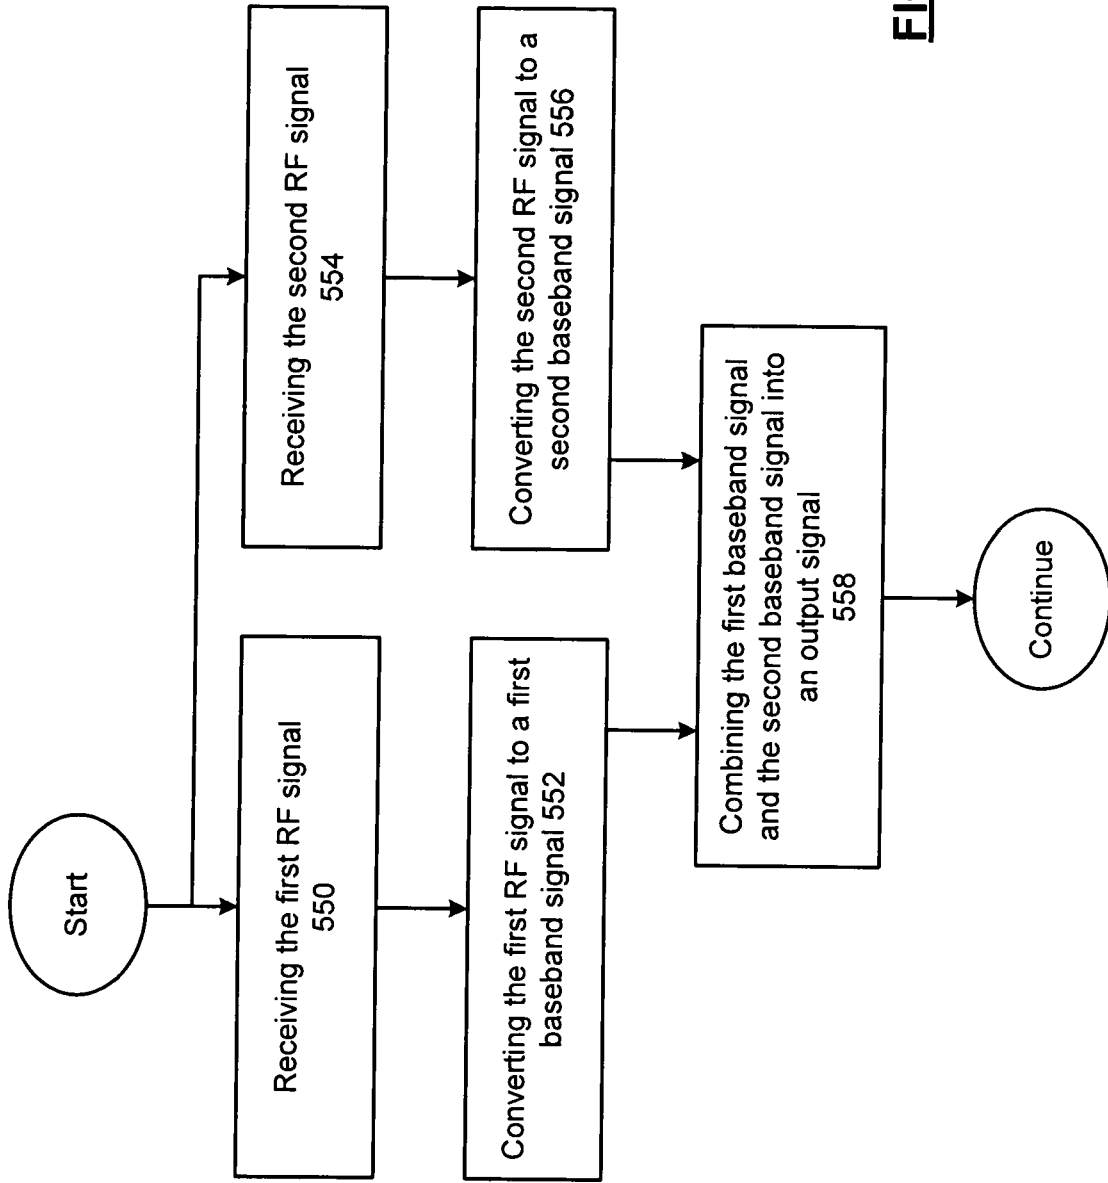 Start
Receiving the first RF signal
550
Receiving the second RF signal
554
Converting the first RF signal to a first
baseband signal 552
Converting the second RF signal to a
second baseband signal 556
Combining the first baseband signal
and the second baseband signal into
an output signal
558
Continue